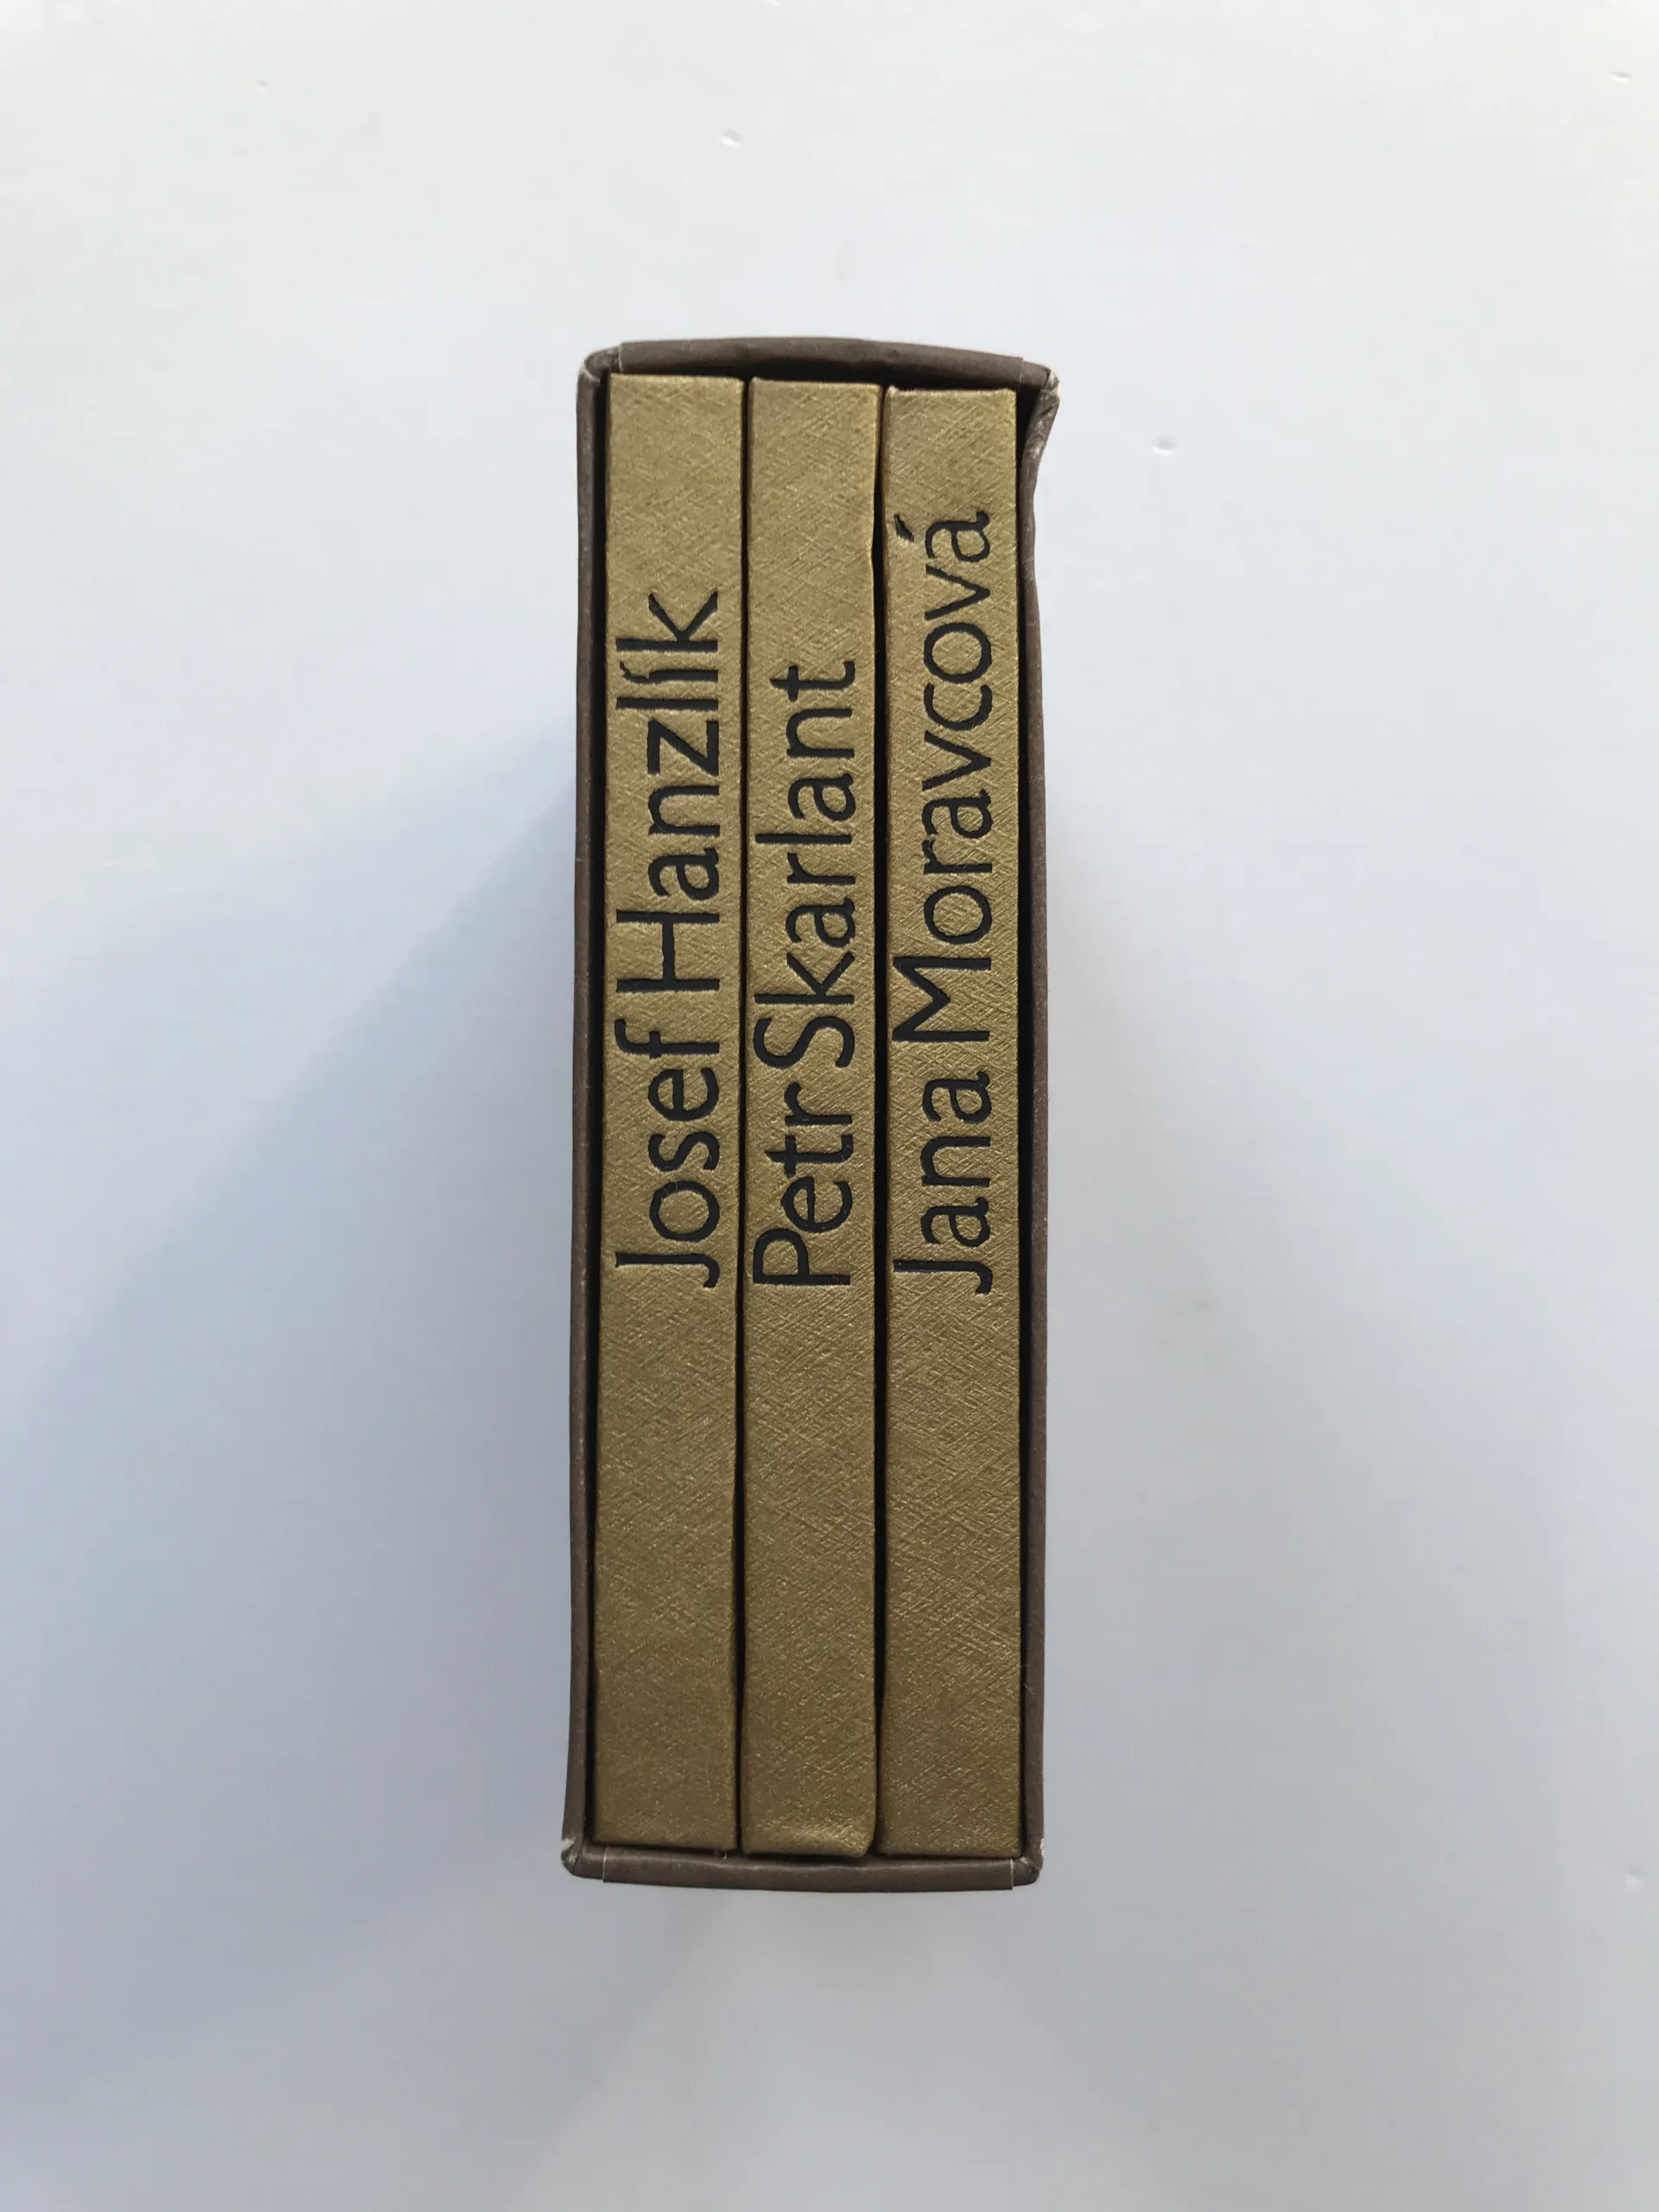 Josef Hanzlík
Petr Skarlant
Jana Moravcová